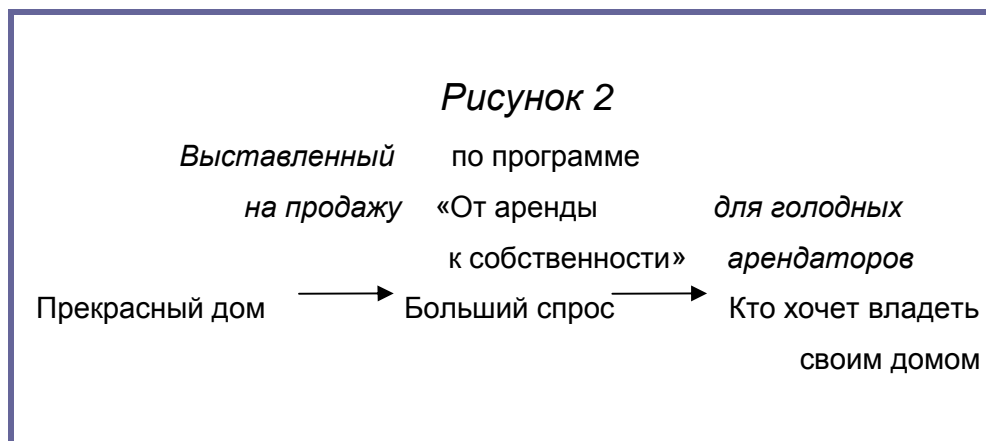 Рисунок 2
Выставленный по программе
на продажу «От аренды для голодных
к собственности» арендаторов
Прекрасный дом Больший спрос Кто хочет владеть
своим домом